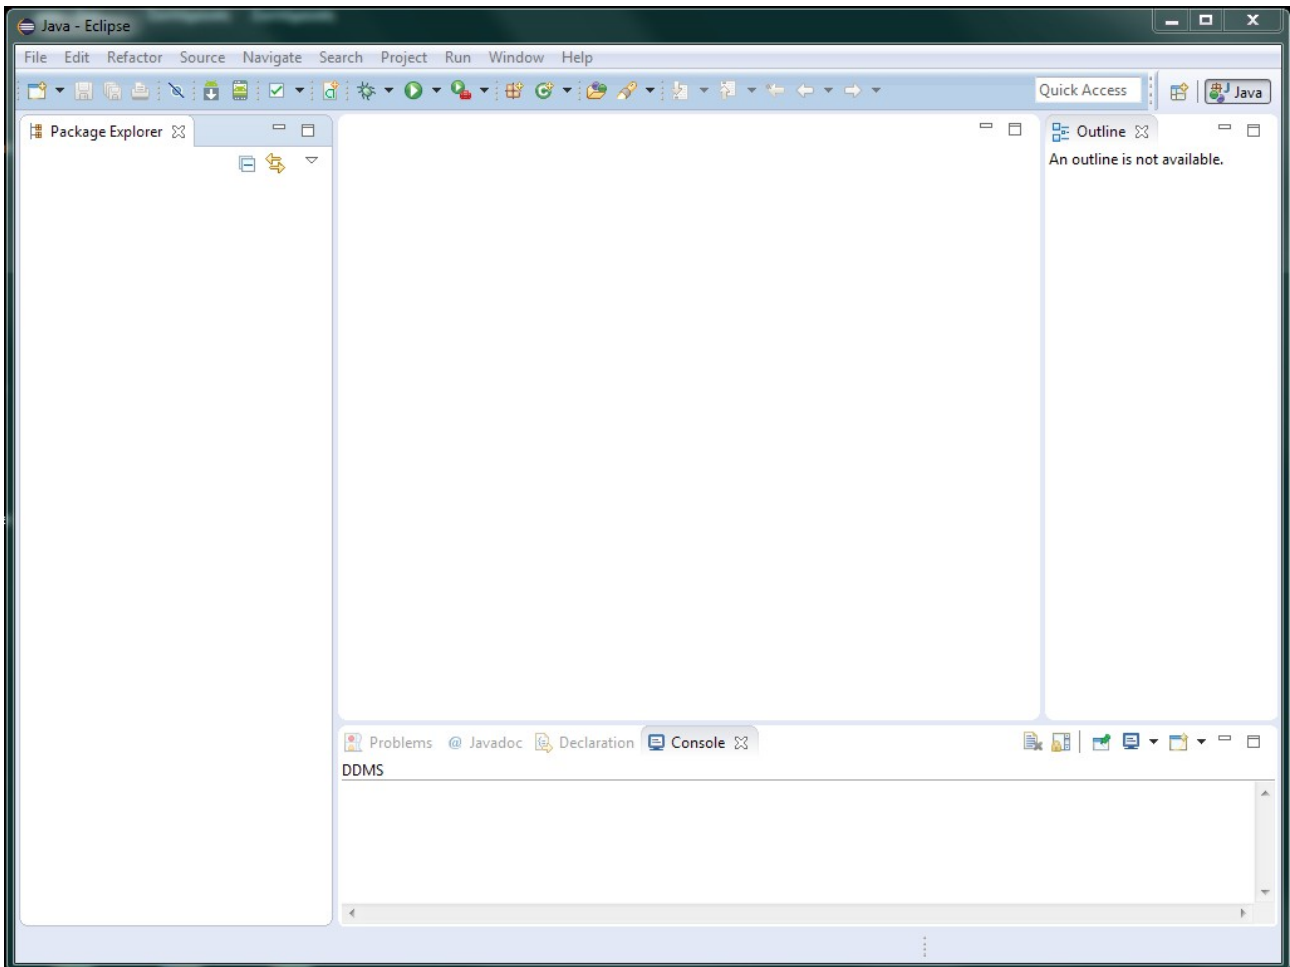 Java - Eclipse
File Edit Refactor Source Navigate Search Project Run Window Help
Quick Access
Java
Package Explorer
Outline
An outline is not available.
Problems @ Javadoc Declaration Console
DDMS